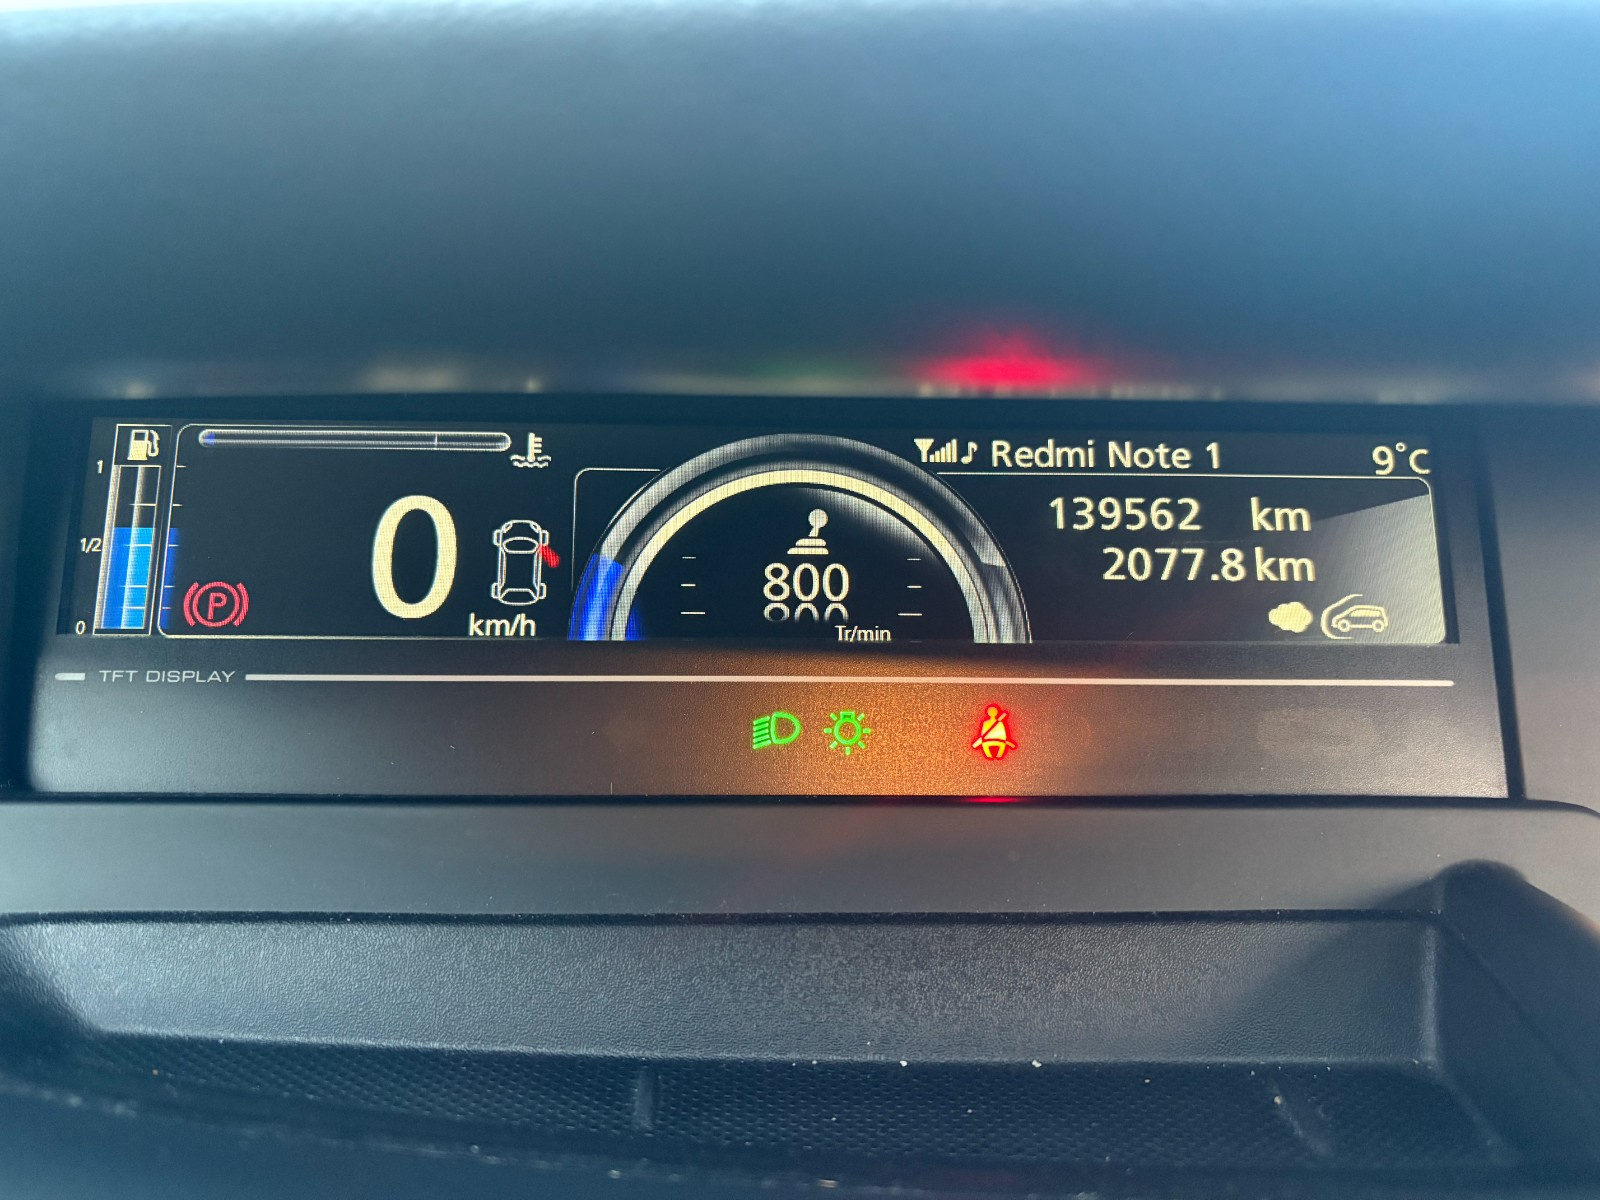 1
1/2
0
P
0
km/h
800
Tr/min
Redmi Note 1
9°C
139562 km
2077.8 km
TFT DISPLAY